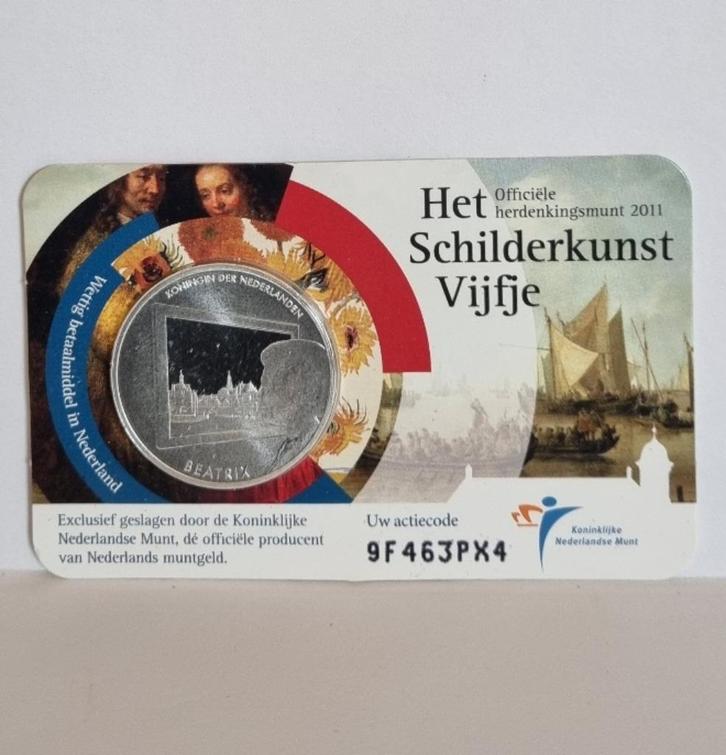 Het Officiële
herdenkingsmunt 2011
Schilderkunst
Vijfje
Wettig betaalmiddel in Nederland
KONINGIN DER NEDERLANDEN
BEATRIX
Exclusief geslagen door de Koninklijke
Nederlandse Munt, dé officiële producent
van Nederlands muntgeld.
Uw actiecode
9F463PX4
Koninklijke
Nederlandse Munt